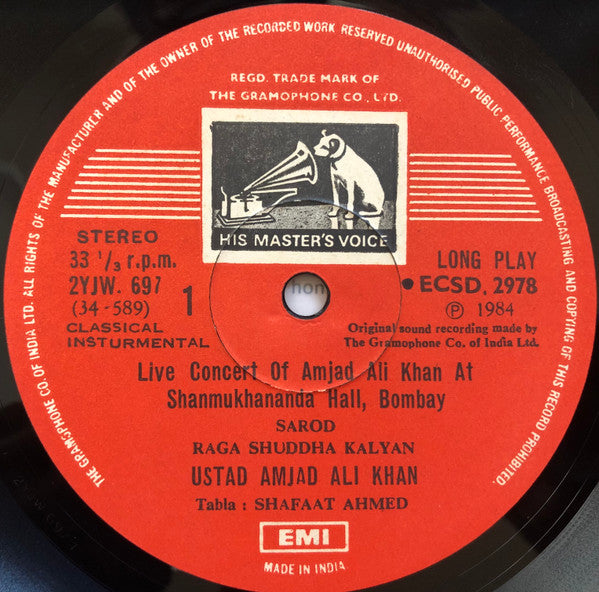 THE GRAMOPHONE CO OF INDIA LTD. ALL RIGHTS OF THE MANUFACTURER AND OF THE OWNER OF THE RECORDED WORK RESERVED UNAUTHORISED PUBLIC PERFORMANCE BROADCASTING AND COPYING OF THIS RECORD PROHIBITED.
REGD. TRADE MARK OF
THE GRAMOPHONE CO., LTD.
HIS MASTER'S VOICE
STEREO
33 ⅓ r.p.m.
2YJW. 697
(34-589)
1
CLASSICAL
INSTURMENTAL
LONG PLAY
ECSD. 2978
℗ 1984
Original sound recording made by
The Gramophone Co. of India Ltd.
hon
Live Concert Of Amjad Ali Khan At
Shanmukhananda Hall, Bombay
SAROD
RAGA SHUDDHA KALYAN
USTAD AMJAD ALI KHAN
Tabla : SHAFAAT AHMED
EMI
MADE IN INDIA